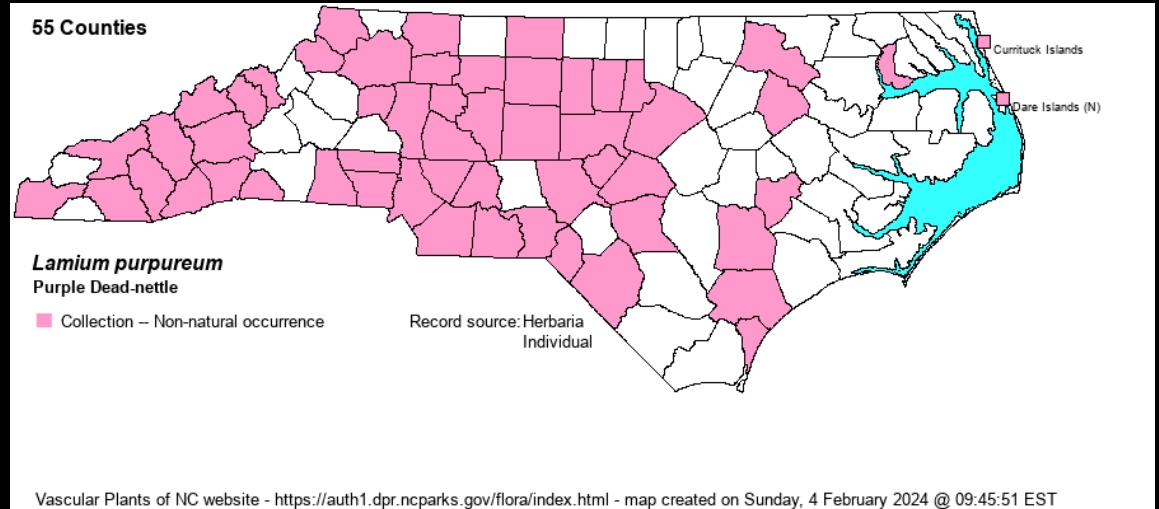 55 Counties
Currituck Islands
Dare Islands (N)
Lamium purpureum
Purple Dead-nettle
Collection -- Non-natural occurrence
Record source: Herbaria
Individual
Vascular Plants of NC website - https://auth1.dpr.ncparks.gov/flora/index.html - map created on Sunday, 4 February 2024 @ 09:45:51 EST